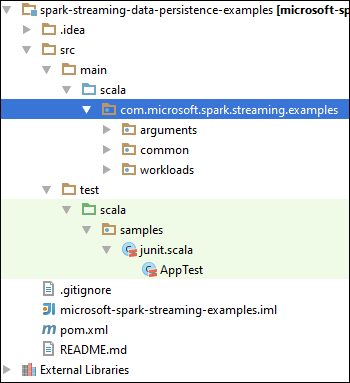 spark-streaming-data-persistence-examples [microsoft-sp
.idea
src
main
scala
com.microsoft.spark.streaming.examples
arguments
common
workloads
test
scala
samples
junit.scala
AppTest
.gitignore
microsoft-spark-streaming-examples.iml
pom.xml
README.md
External Libraries